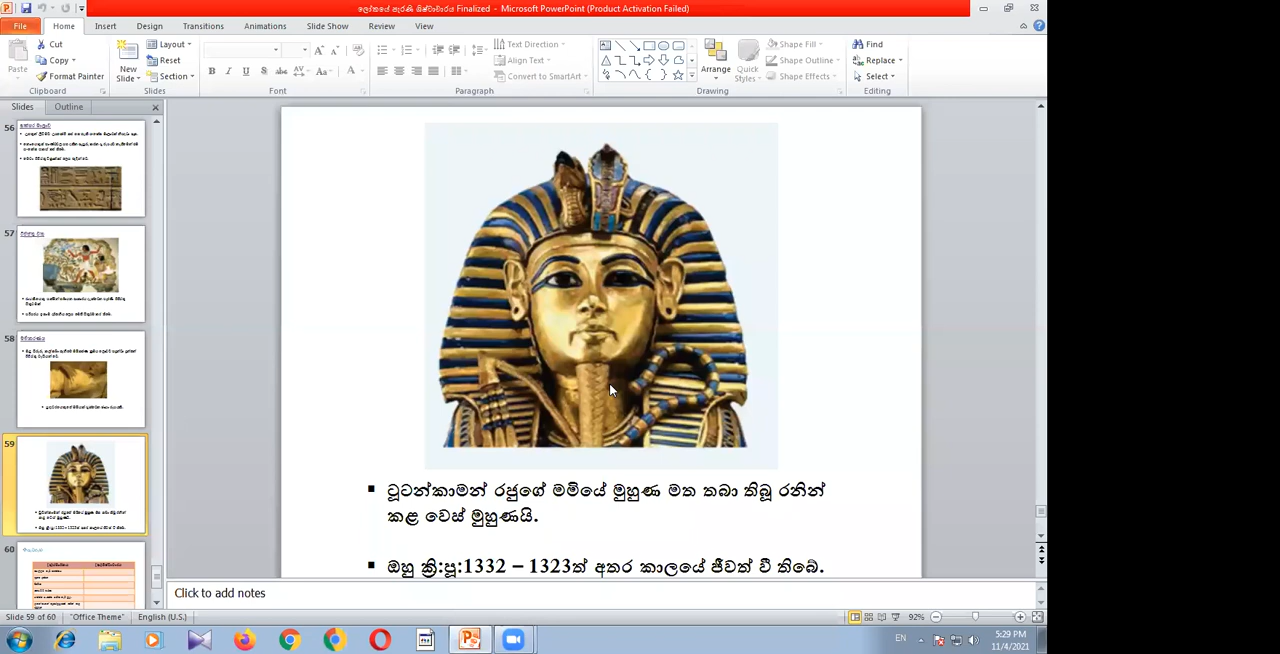 ලෝකයේ පැරණි ශිෂ්ටාචාරය Finalized - Microsoft PowerPoint (Product Activation Failed)
File Home Insert Design Transitions Animations Slide Show Review View
Cut Layout Text Direction Shape Fill Find
Copy Reset Align Text Shape Outline Replace
Paste Format Painter New Slide Section Convert to SmartArt Arrange Quick Styles Shape Effects Select
Clipboard Slides Font Paragraph Drawing Editing
Slides Outline
56
57
58
59
60
ටූටන්කාමන් රජුගේ මමියේ මුහුණ මත තබා තිබූ රනින්
කළ වෙස් මුහුණයි.
ඔහු ක්‍රි:පූ:1332 – 1323ත් අතර කාලයේ ජීවත් වී තිබේ.
Click to add notes
Slide 59 of 60 "Office Theme" English (U.S.) 92%
EN 5:29 PM
11/4/2021